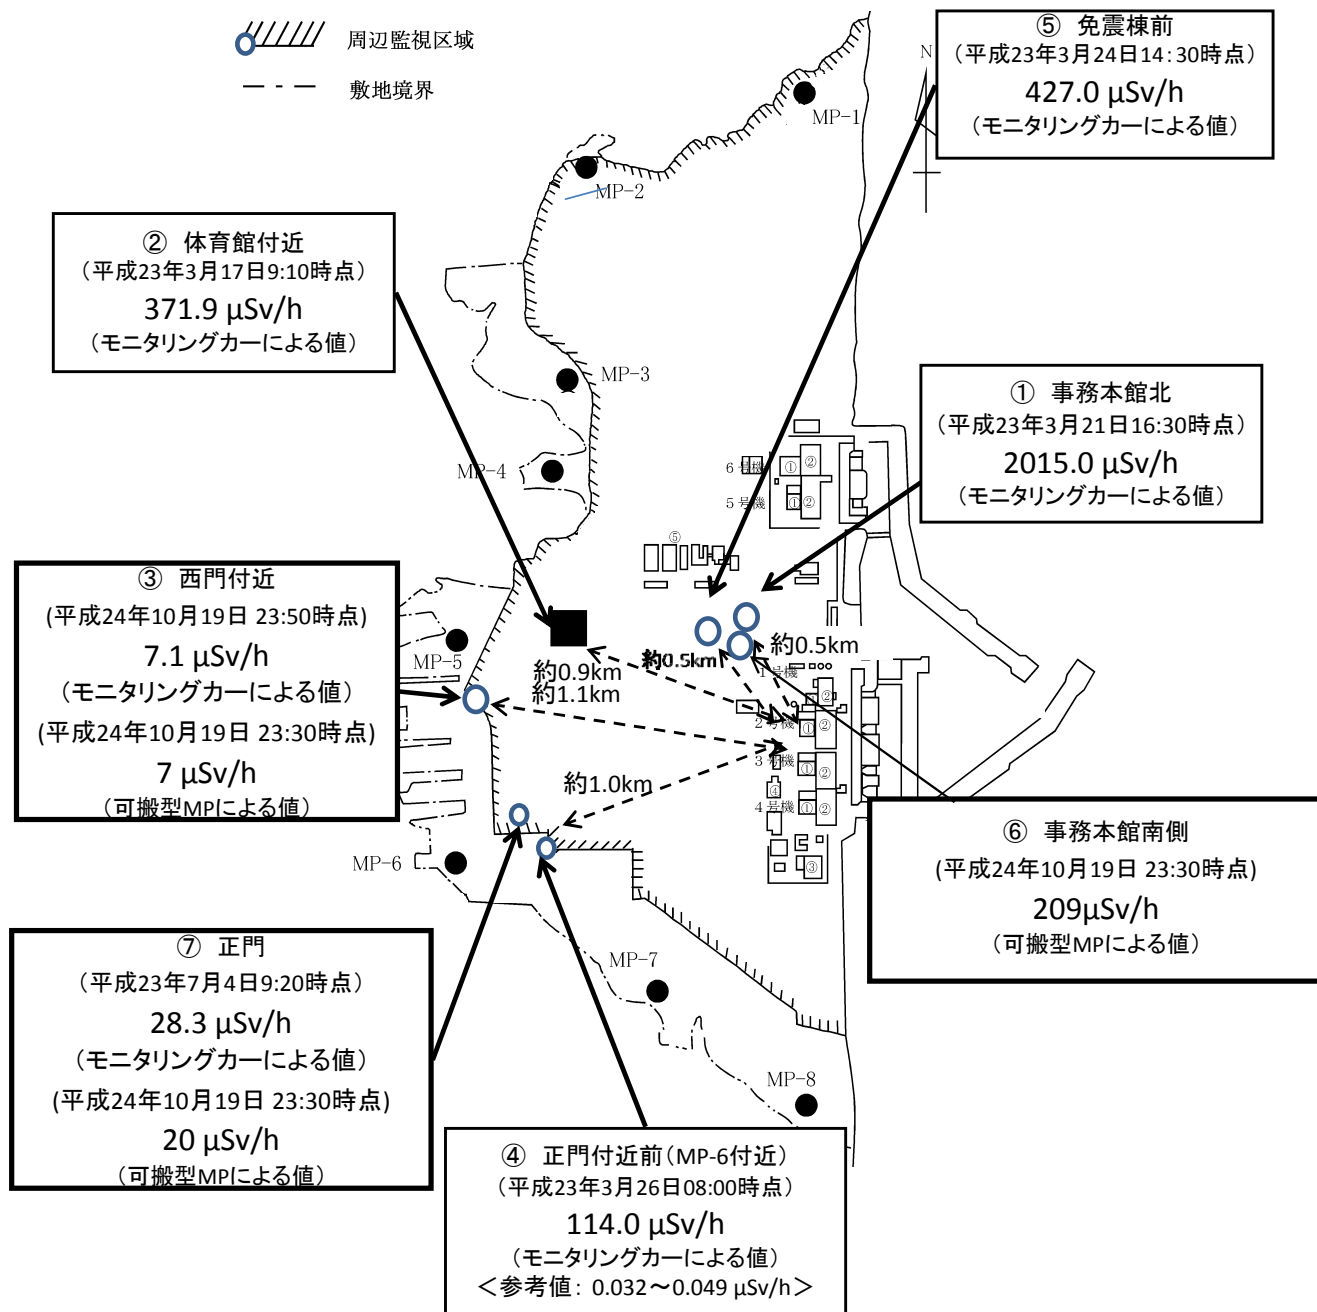 周辺監視区域
敷地境界
⑤ 免震棟前
（平成23年3月24日14:30時点）
427.0 μSv/h
（モニタリングカーによる値）
N
MP-1
MP-2
② 体育館付近
（平成23年3月17日9:10時点）
371.9 μSv/h
（モニタリングカーによる値）
MP-3
MP-4
① 事務本館北
（平成23年3月21日16:30時点）
2015.0 μSv/h
（モニタリングカーによる値）
6号機
①
②
5号機
①
②
⑤
③ 西門付近
(平成24年10月19日 23:50時点)
7.1 μSv/h
（モニタリングカーによる値）
(平成24年10月19日 23:30時点)
7 μSv/h
（可搬型MPによる値）
MP-5
約0.9km
約1.1km
約0.5km
約0.5km
1号機
②
2号機
①
②
3号機
①
②
④
4号機
①
②
③
約1.0km
MP-6
⑥ 事務本館南側
(平成24年10月19日 23:30時点)
209μSv/h
（可搬型MPによる値）
⑦ 正門
（平成23年7月4日9:20時点）
28.3 μSv/h
（モニタリングカーによる値）
(平成24年10月19日 23:30時点)
20 μSv/h
（可搬型MPによる値）
MP-7
MP-8
④ 正門付近前（MP-6付近）
（平成23年3月26日08:00時点）
114.0 μSv/h
（モニタリングカーによる値）
＜参考値： 0.032～0.049 μSv/h＞